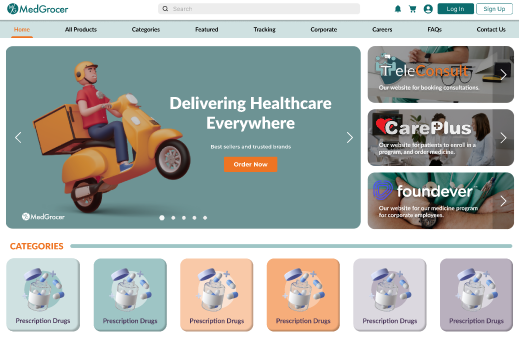 MedGrocer
Search
Log In
Sign Up
Home
All Products
Categories
Featured
Tracking
Corporate
Careers
FAQs
Contact Us
Delivering Healthcare
Everywhere
Best sellers and trusted brands
Order Now
MedGrocer
TreleConsult
Our website for booking consultations.
CarePlus
Our website for patients to enroll in a
program, and order medicine.
foundever
Our website for our medicine program
for corporate employees.
CATEGORIES
Prescription Drugs
Prescription Drugs
Prescription Drugs
Prescription Drugs
Prescription Drugs
Prescription Drugs